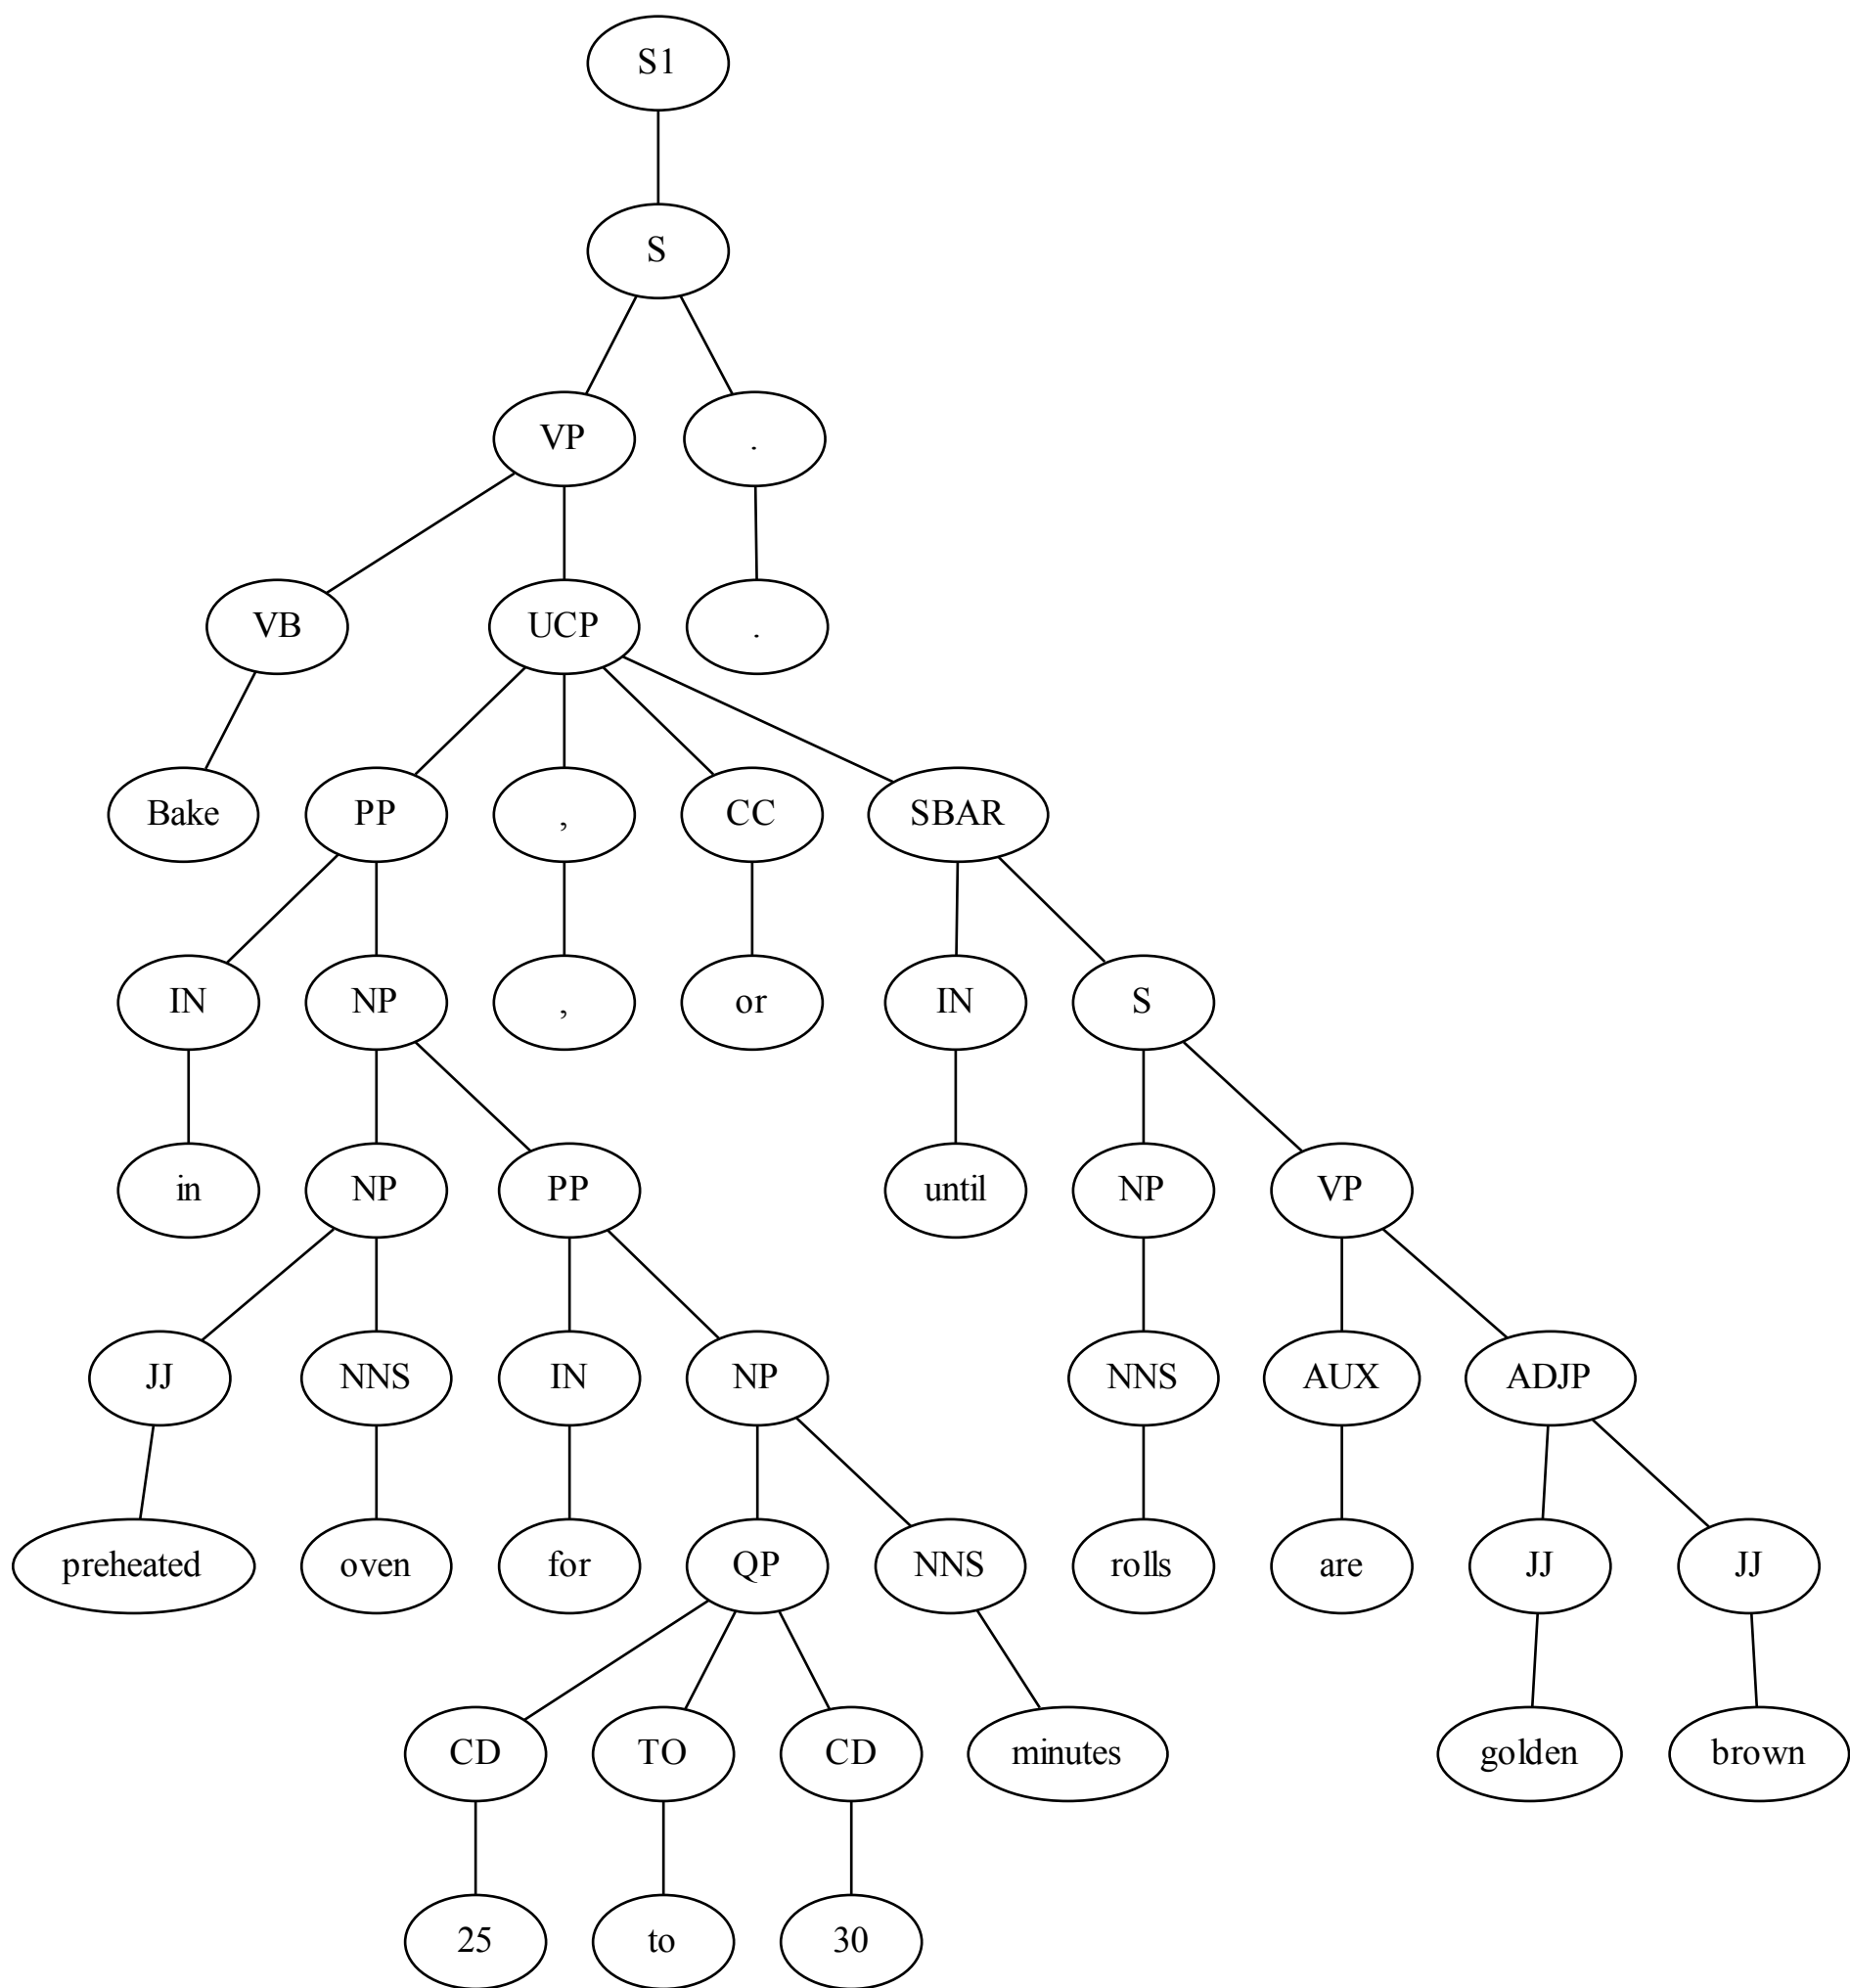 S1
S
VP .
VB UCP .
Bake PP , CC SBAR
IN NP , or IN S
in NP PP until NP VP
JJ NNS IN NP NNS AUX ADJP
preheated oven for QP NNS rolls are JJ JJ
CD TO CD minutes golden brown
25 to 30